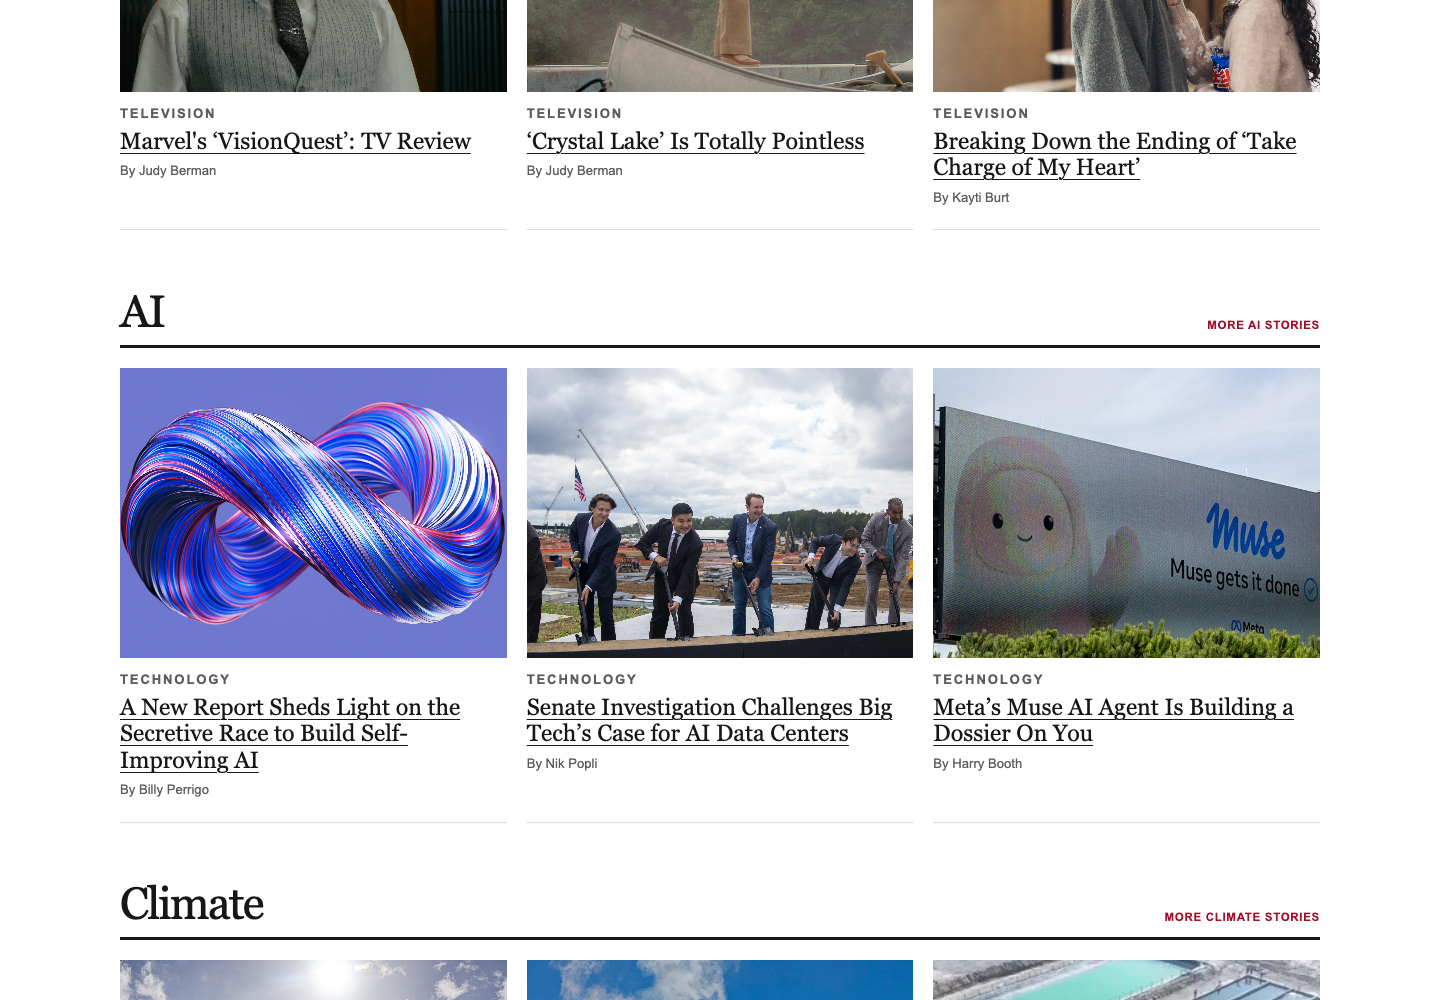 TELEVISION
Marvel's ‘VisionQuest’: TV Review
By Judy Berman
TELEVISION
‘Crystal Lake’ Is Totally Pointless
By Judy Berman
TELEVISION
Breaking Down the Ending of ‘Take
Charge of My Heart’
By Kayti Burt
AI
MORE AI STORIES
Muse
Muse gets it done
Meta
TECHNOLOGY
A New Report Sheds Light on the
Secretive Race to Build Self-
Improving AI
By Billy Perrigo
TECHNOLOGY
Senate Investigation Challenges Big
Tech’s Case for AI Data Centers
By Nik Popli
TECHNOLOGY
Meta’s Muse AI Agent Is Building a
Dossier On You
By Harry Booth
Climate
MORE CLIMATE STORIES